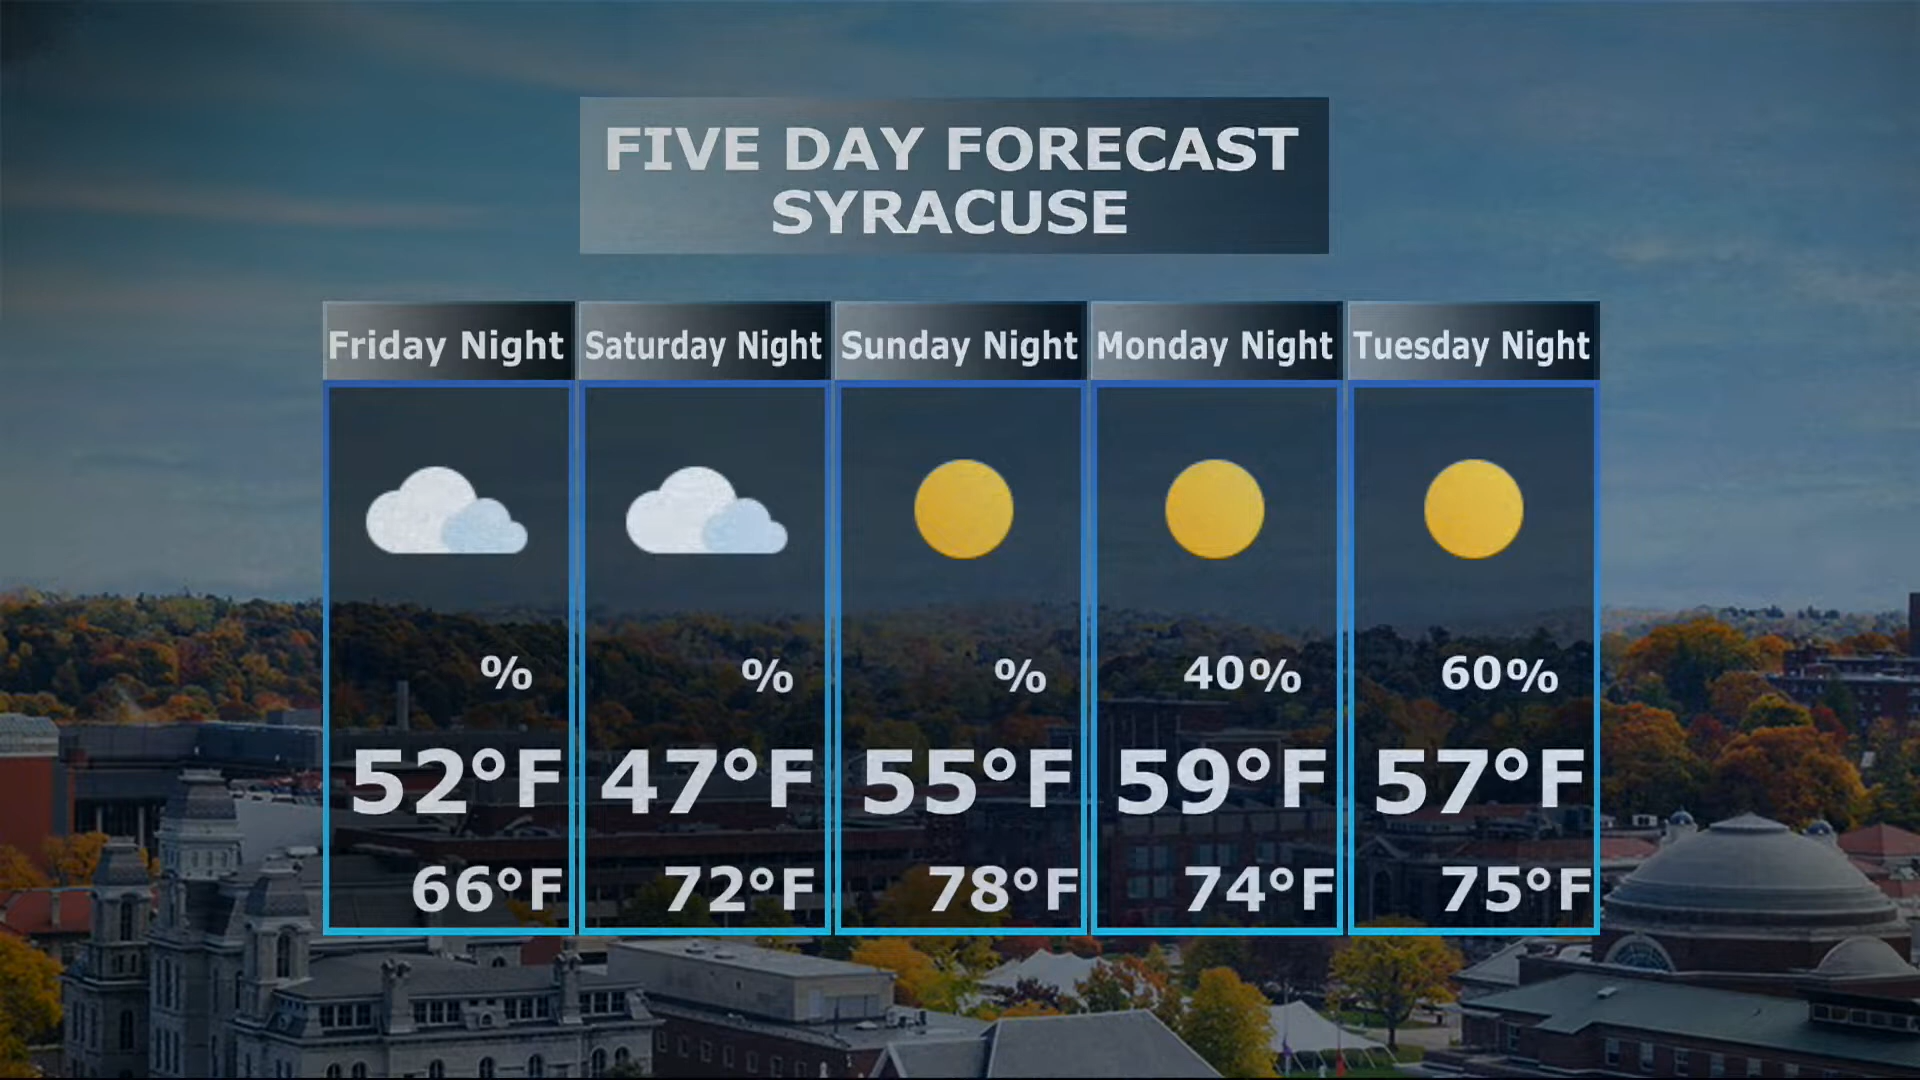 FIVE DAY FORECAST
SYRACUSE
Friday Night Saturday Night Sunday Night Monday Night Tuesday Night
% % % 40% 60%
52°F 47°F 55°F 59°F 57°F
66°F 72°F 78°F 74°F 75°F